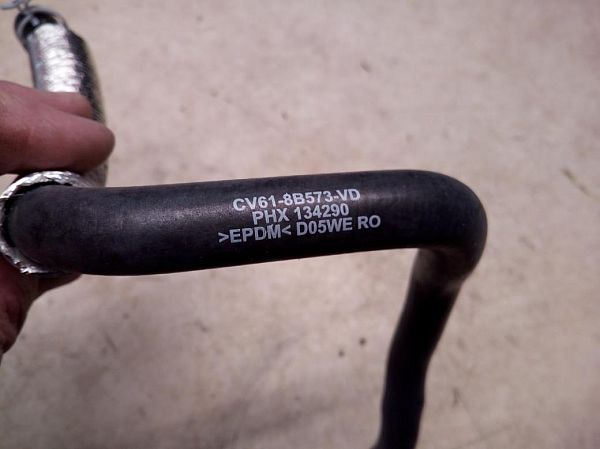 CV61-8B573-VD
PHX 134290
>EPDM< D05WE RO